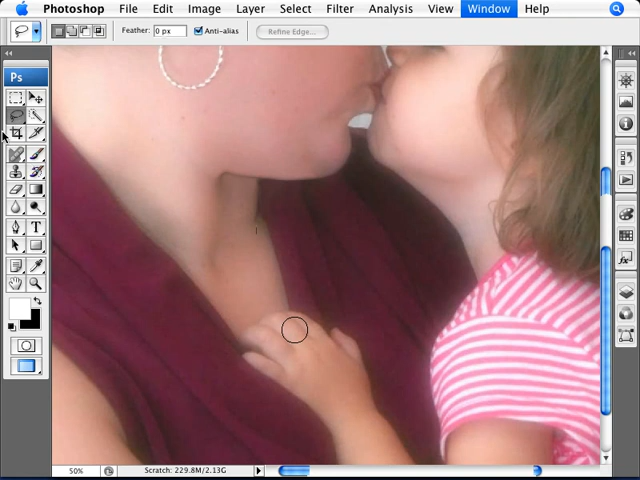 Photoshop File Edit Image Layer Select Filter Analysis View Window Help
Feather: 0 px Anti-alias Refine Edge...
Ps
T
50% Scratch: 229.8M/2.13G